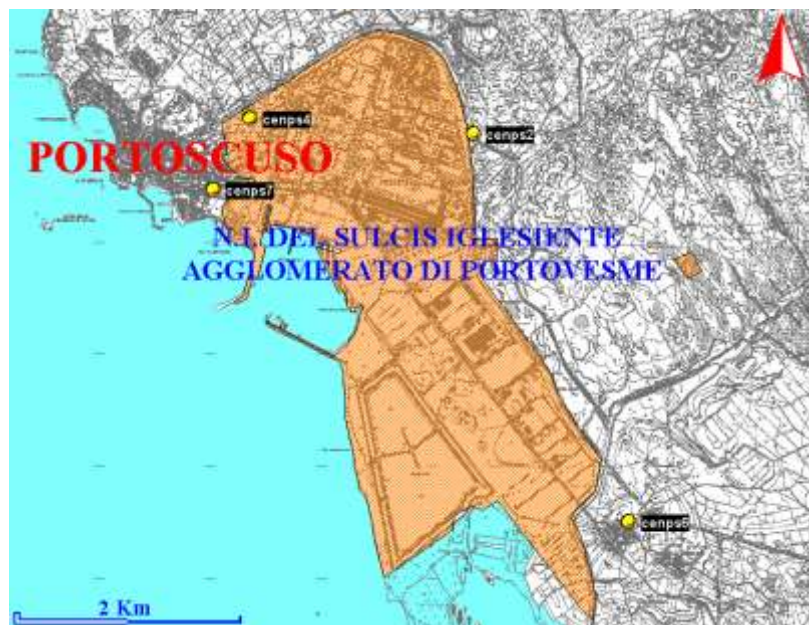 cenps4
cenps2
PORTOSCUSO
cenps7
N.I. DEL SULCIS IGLESIENTE
AGGLOMERATO DI PORTOVESME
cenps6
2 Km